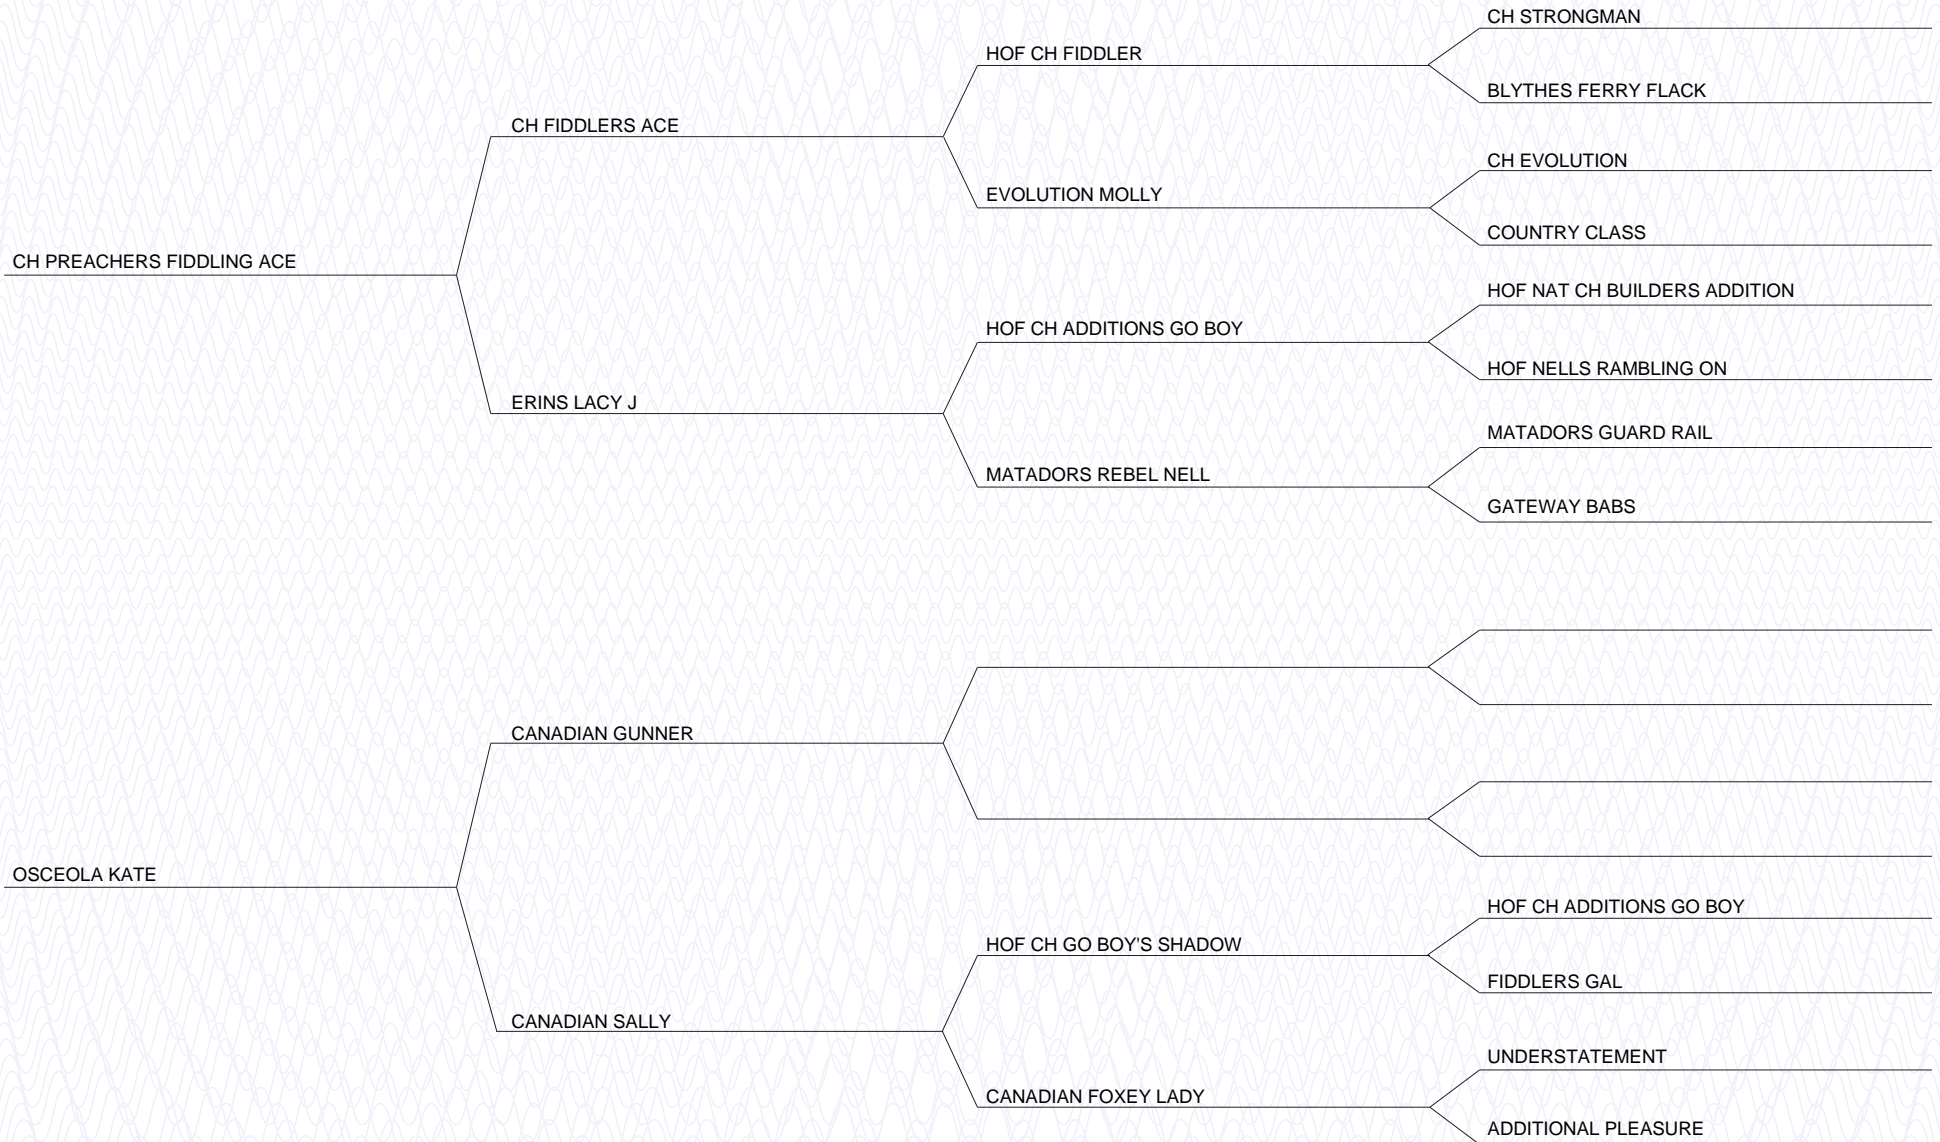 CH STRONGMAN
HOF CH FIDDLER
BLYTHES FERRY FLACK
CH FIDDLERS ACE
CH EVOLUTION
EVOLUTION MOLLY
COUNTRY CLASS
CH PREACHERS FIDDLING ACE
HOF NAT CH BUILDERS ADDITION
HOF CH ADDITIONS GO BOY
HOF NELLS RAMBLING ON
ERINS LACY J
MATADORS GUARD RAIL
MATADORS REBEL NELL
GATEWAY BABS
CANADIAN GUNNER
OSCEOLA KATE
HOF CH ADDITIONS GO BOY
HOF CH GO BOY'S SHADOW
FIDDLERS GAL
CANADIAN SALLY
UNDERSTATEMENT
CANADIAN FOXEY LADY
ADDITIONAL PLEASURE